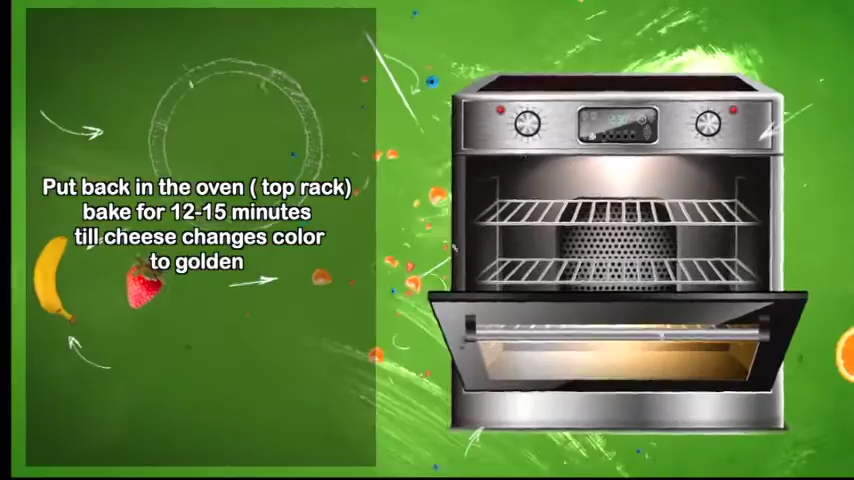 Put back in the oven ( top rack)
bake for 12-15 minutes
till cheese changes color
to golden